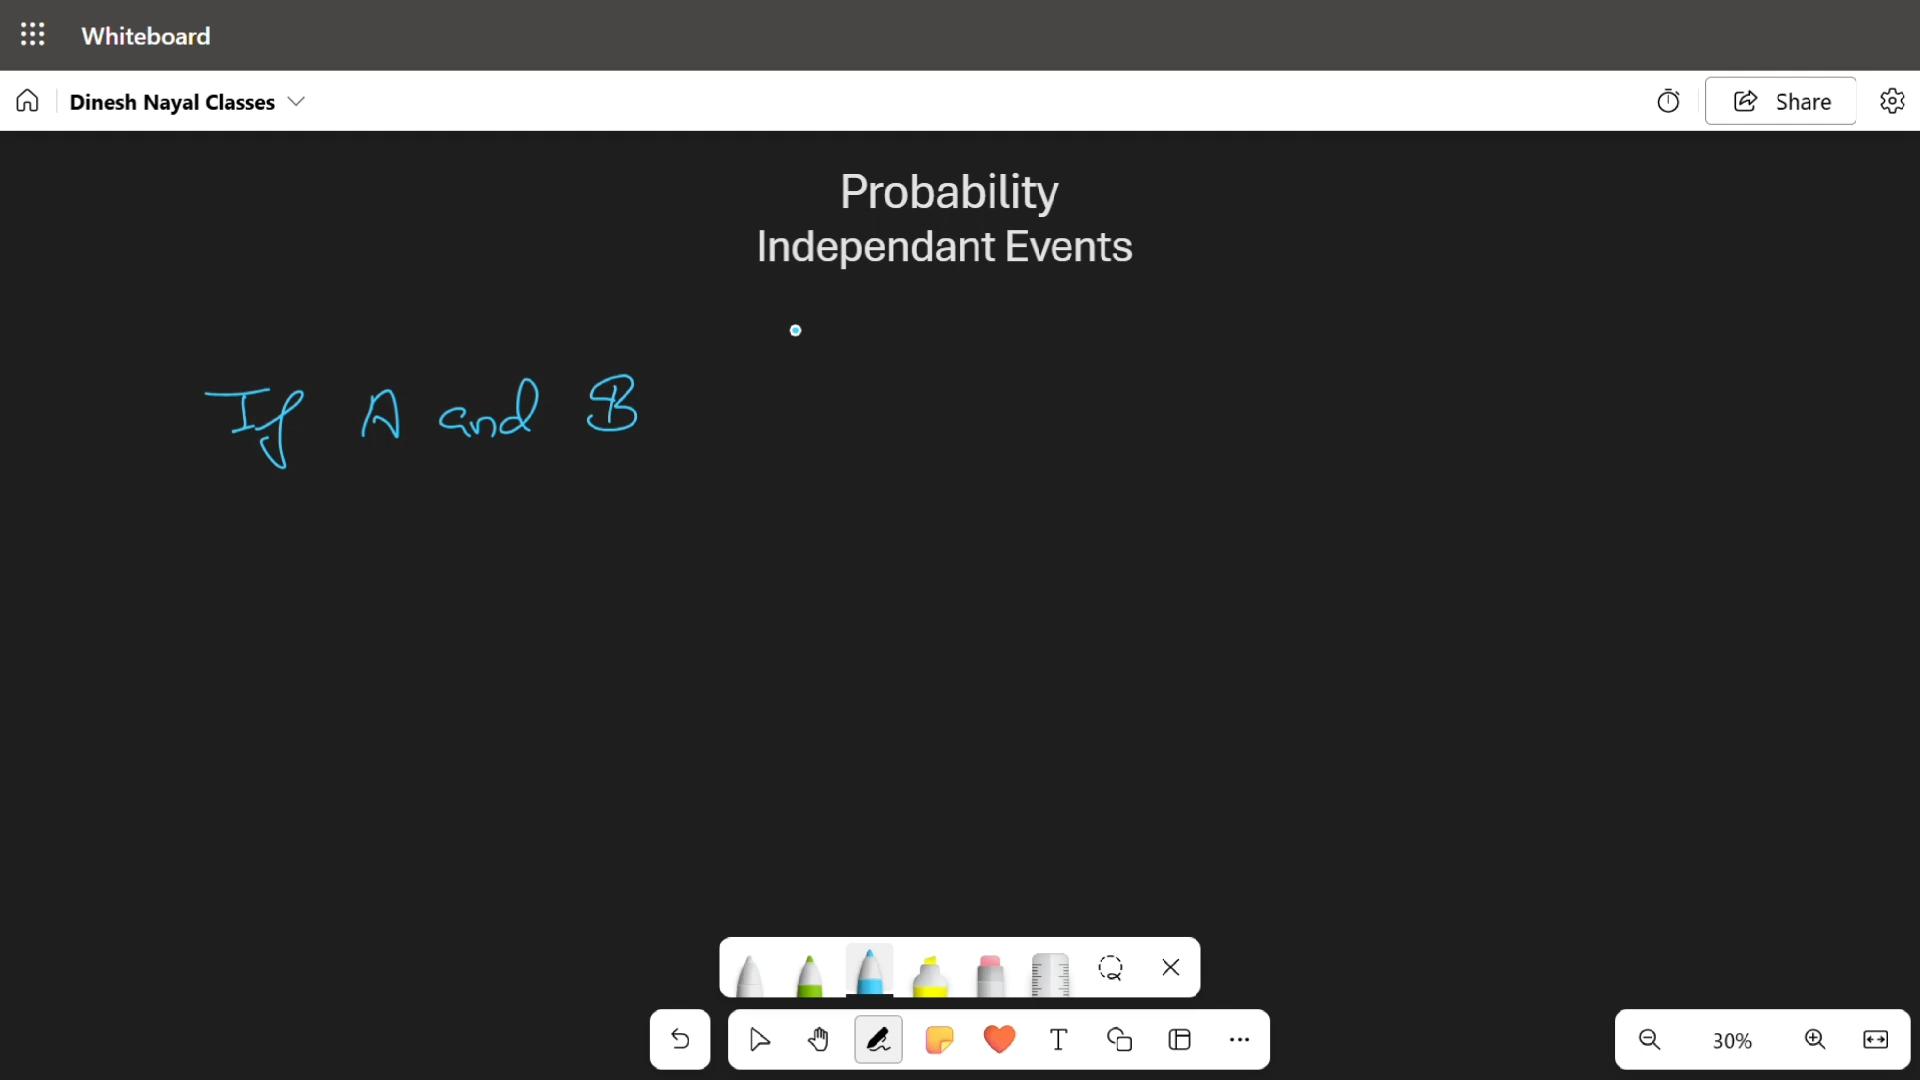 Whiteboard
Dinesh Nayal Classes
Share
Probability
Independant Events
If A and B
T
30%